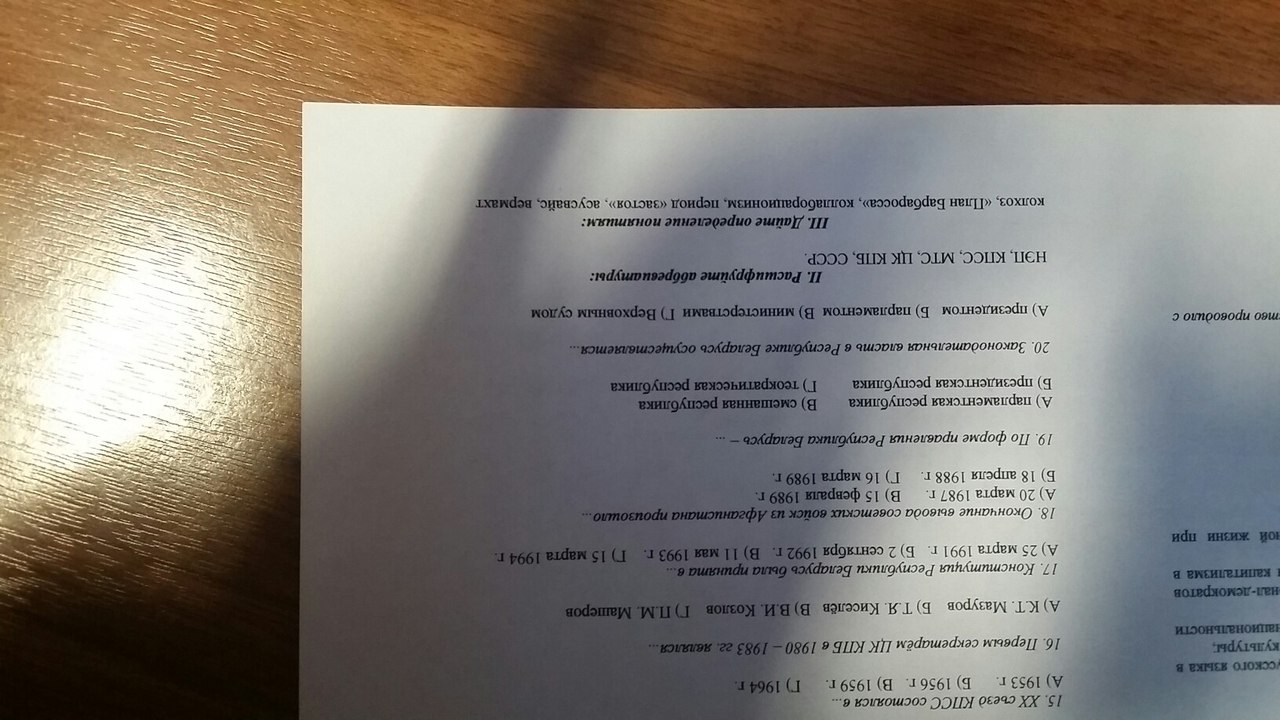 усского языка в
культуры;
национальности
иал-демократов
капитализма в
ной жизни при
тво проводило с
15. XX съезд КПСС состоялся в...
А) 1953 г. Б) 1956 г. В) 1959 г. Г) 1964 г.
16. Первым секретарём ЦК КПБ в 1980 – 1983 гг. являлся...
А) К.Т. Мазуров Б) Т.Я. Киселёв В) В.И. Козлов Г) П.М. Машеров
17. Конституция Республики Беларусь была принята в...
А) 25 марта 1991 г. Б) 2 сентября 1992 г. В) 11 мая 1993 г. Г) 15 марта 1994 г.
18. Окончание вывода советских войск из Афганистана произошло...
А) 20 марта 1987 г. В) 15 февраля 1989 г.
Б) 18 апреля 1988 г. Г) 16 марта 1989 г.
19. По форме правления Республика Беларусь – ...
А) парламентская республика В) смешанная республика
Б) президентская республика Г) теократическая республика
20. Законодательная власть в Республике Беларусь осуществляется...
А) президентом Б) парламентом В) министерствами Г) Верховным судом
II. Расшифруйте аббревиатуры:
НЭП, КПСС, МТС, ЦК КПБ, СССР.
III. Дайте определение понятиям:
колхоз, «План Барбаросса», коллаборационизм, период «застоя», асусвайс, вермахт